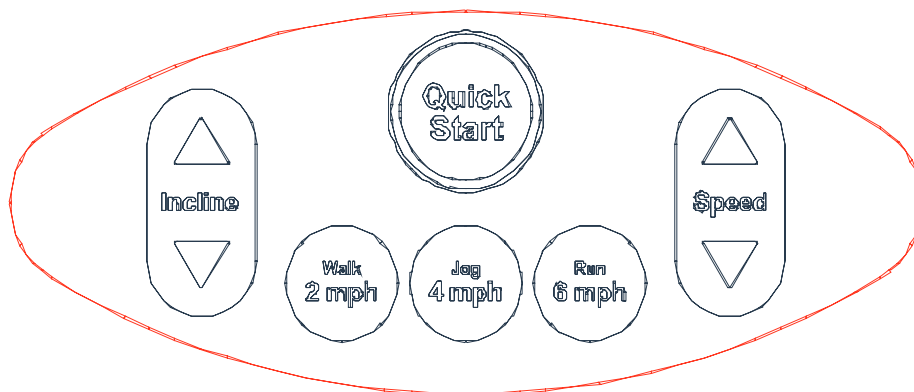 Quick
Start
Incline
Speed
Walk
2 mph
Jog
4 mph
Run
6 mph